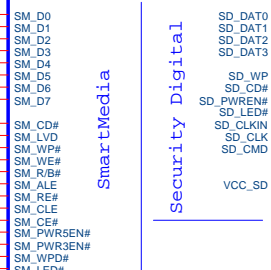 SM_D0
SM_D1
SM_D2
SM_D3
SM_D4
SM_D5
SM_D6
SM_D7
SM_CD#
SM_LVD
SM_WP#
SM_WE#
SM_R/B#
SM_ALE
SM_RE#
SM_CLE
SM_CE#
SM_PWR5EN#
SM_PWR3EN#
SM_WPD#
SM_LED#
SmartMedia
Security Digital
SD_DAT0
SD_DAT1
SD_DAT2
SD_DAT3
SD_WP
SD_CD#
SD_PWREN#
SD_LED#
SD_CLKIN
SD_CLK
SD_CMD
VCC_SD